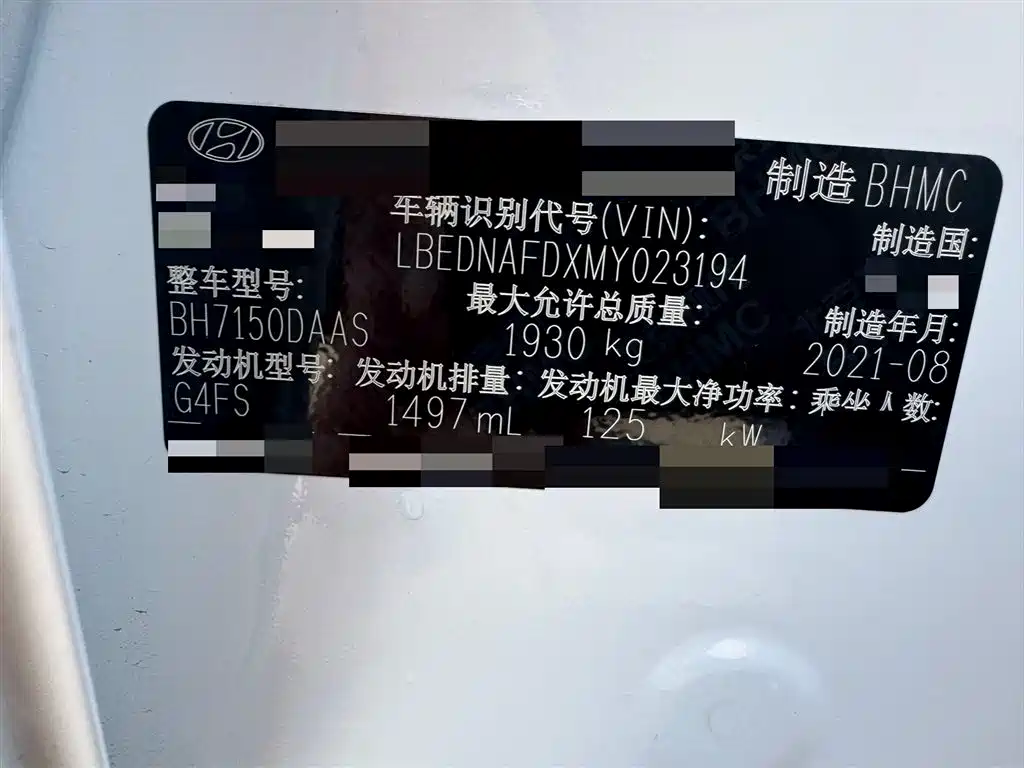 制造 BHMC
车辆识别代号(VIN):
制造国:
LBEDNAFDXMY023194
整车型号:
最大允许总质量:
制造年月:
BH7150DAAS
1930 kg
2021-08
发动机型号:
发动机排量:
发动机最大净功率:
乘坐人数:
G4FS
1497 mL
125 kW